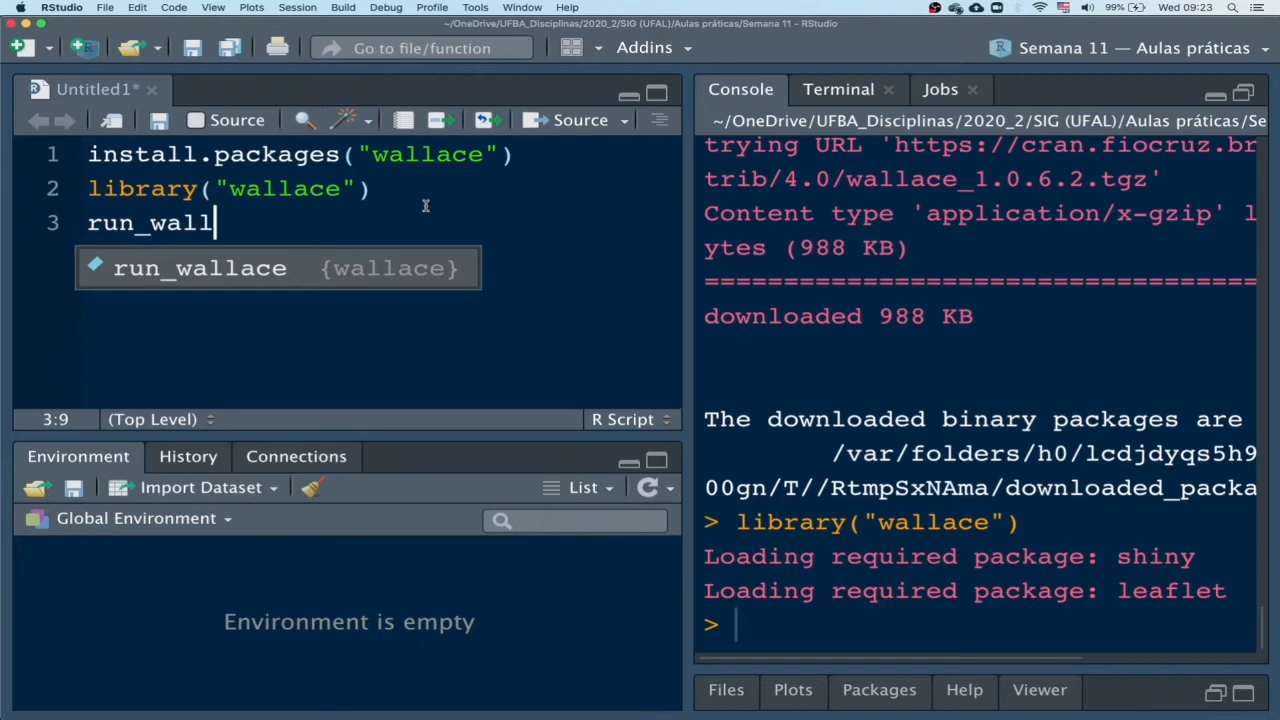 RStudio File Edit Code View Plots Session Build Debug Profile Tools Window Help 99% Wed 09:23
~/OneDrive/UFBA_Disciplinas/2020_2/SIG (UFAL)/Aulas práticas/Semana 11 - RStudio
Go to file/function Addins Semana 11 — Aulas práticas
Untitled1*
Source Source
1 install.packages("wallace")
2 library("wallace")
3 run_wall
run_wallace {wallace}
3:9 (Top Level) R Script
Environment History Connections
Import Dataset List
Global Environment
Environment is empty
Console Terminal Jobs
~/OneDrive/UFBA_Disciplinas/2020_2/SIG (UFAL)/Aulas práticas/Se
trying URL 'https://cran.fiocruz.br
trib/4.0/wallace_1.0.6.2.tgz'
Content type 'application/x-gzip' l
ytes (988 KB)
==================================
downloaded 988 KB
The downloaded binary packages are
/var/folders/h0/lcdjdyqs5h9
00gn/T//RtmpSxNAma/downloaded_packa
> library("wallace")
Loading required package: shiny
Loading required package: leaflet
>
Files Plots Packages Help Viewer